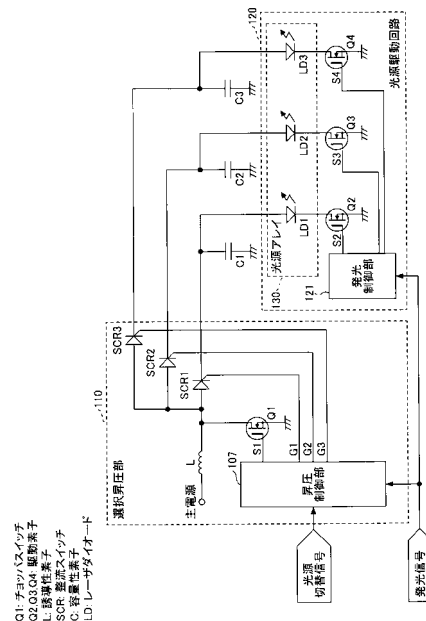 Q1: チョッパスイッチ
Q2,Q3,Q4: 駆動素子
L: 誘導性素子
SCR: 整流スイッチ
C: 容量性素子
LD: レーザダイオード
110
選択昇圧部
主電源
L
SCR1
SCR2
SCR3
S1
Q1
107
昇圧
制御部
G1
G2
G3
光源
切替信号
発光信号
C1
C2
C3
120
光源駆動回路
130
光源アレイ
LD1
LD2
LD3
S2
Q2
S3
Q3
S4
Q4
121
発光
制御部